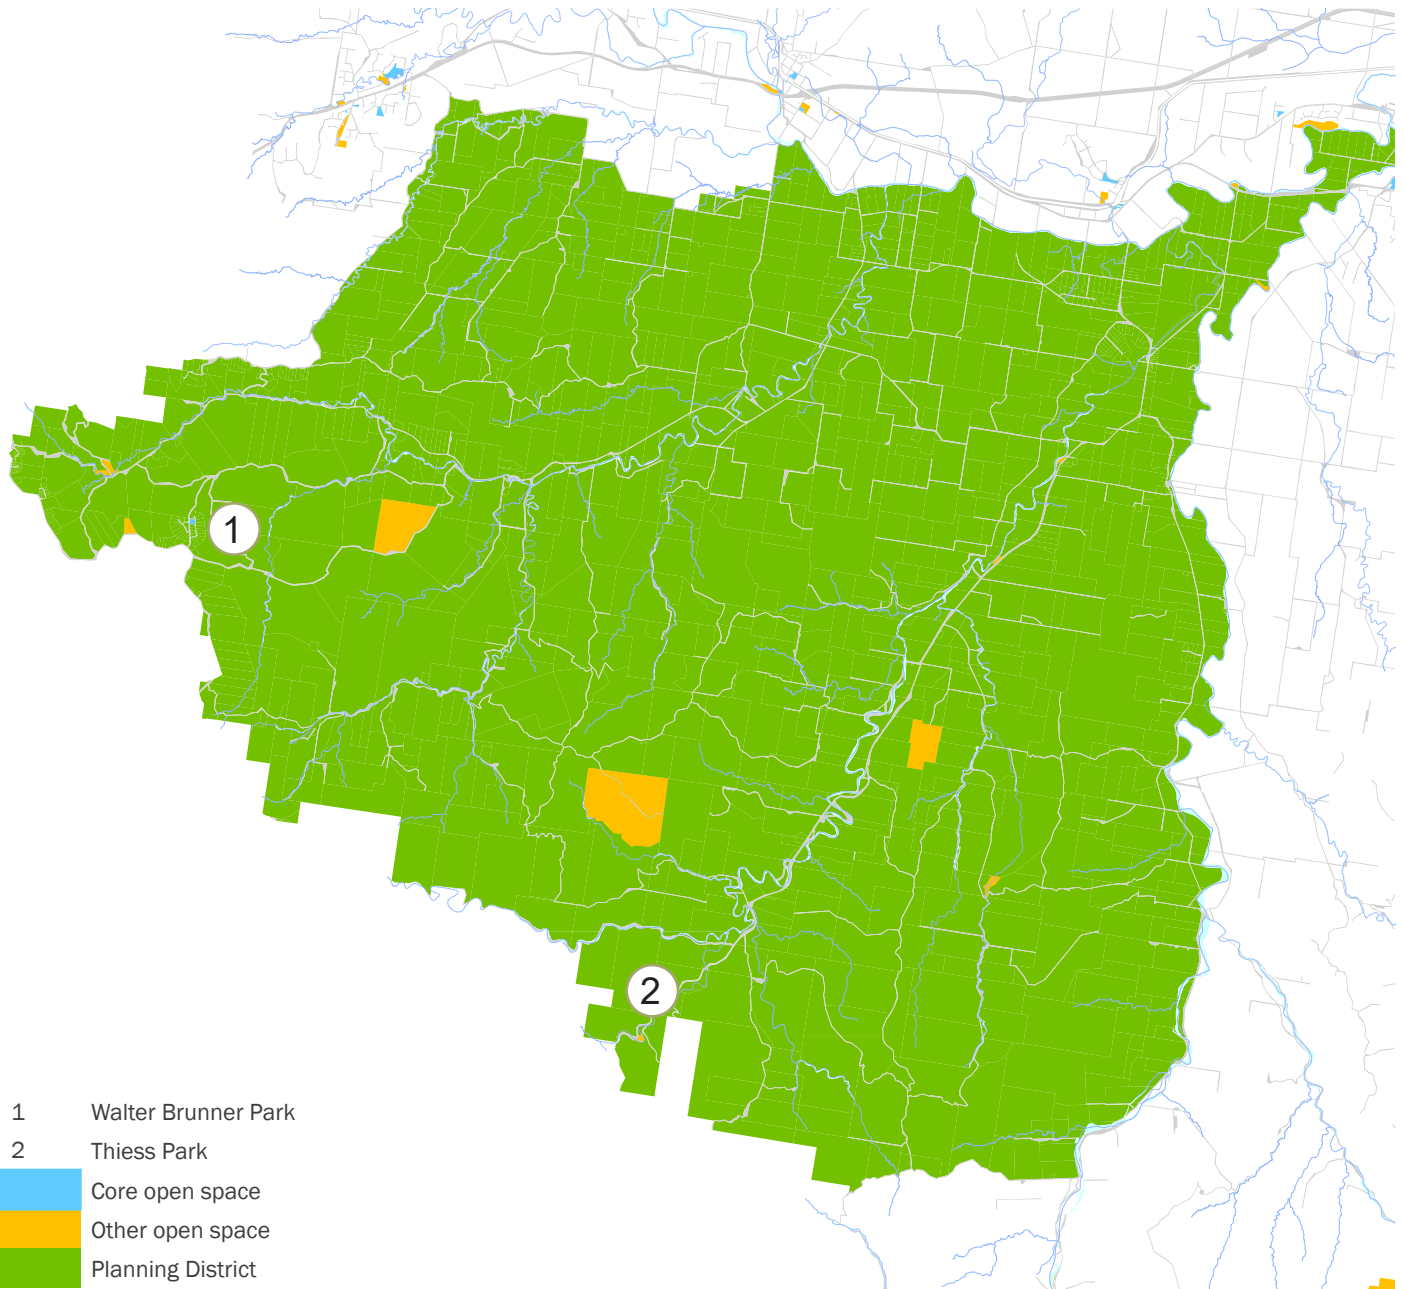 1
2
1 Walter Brunner Park
2 Thiess Park
Core open space
Other open space
Planning District